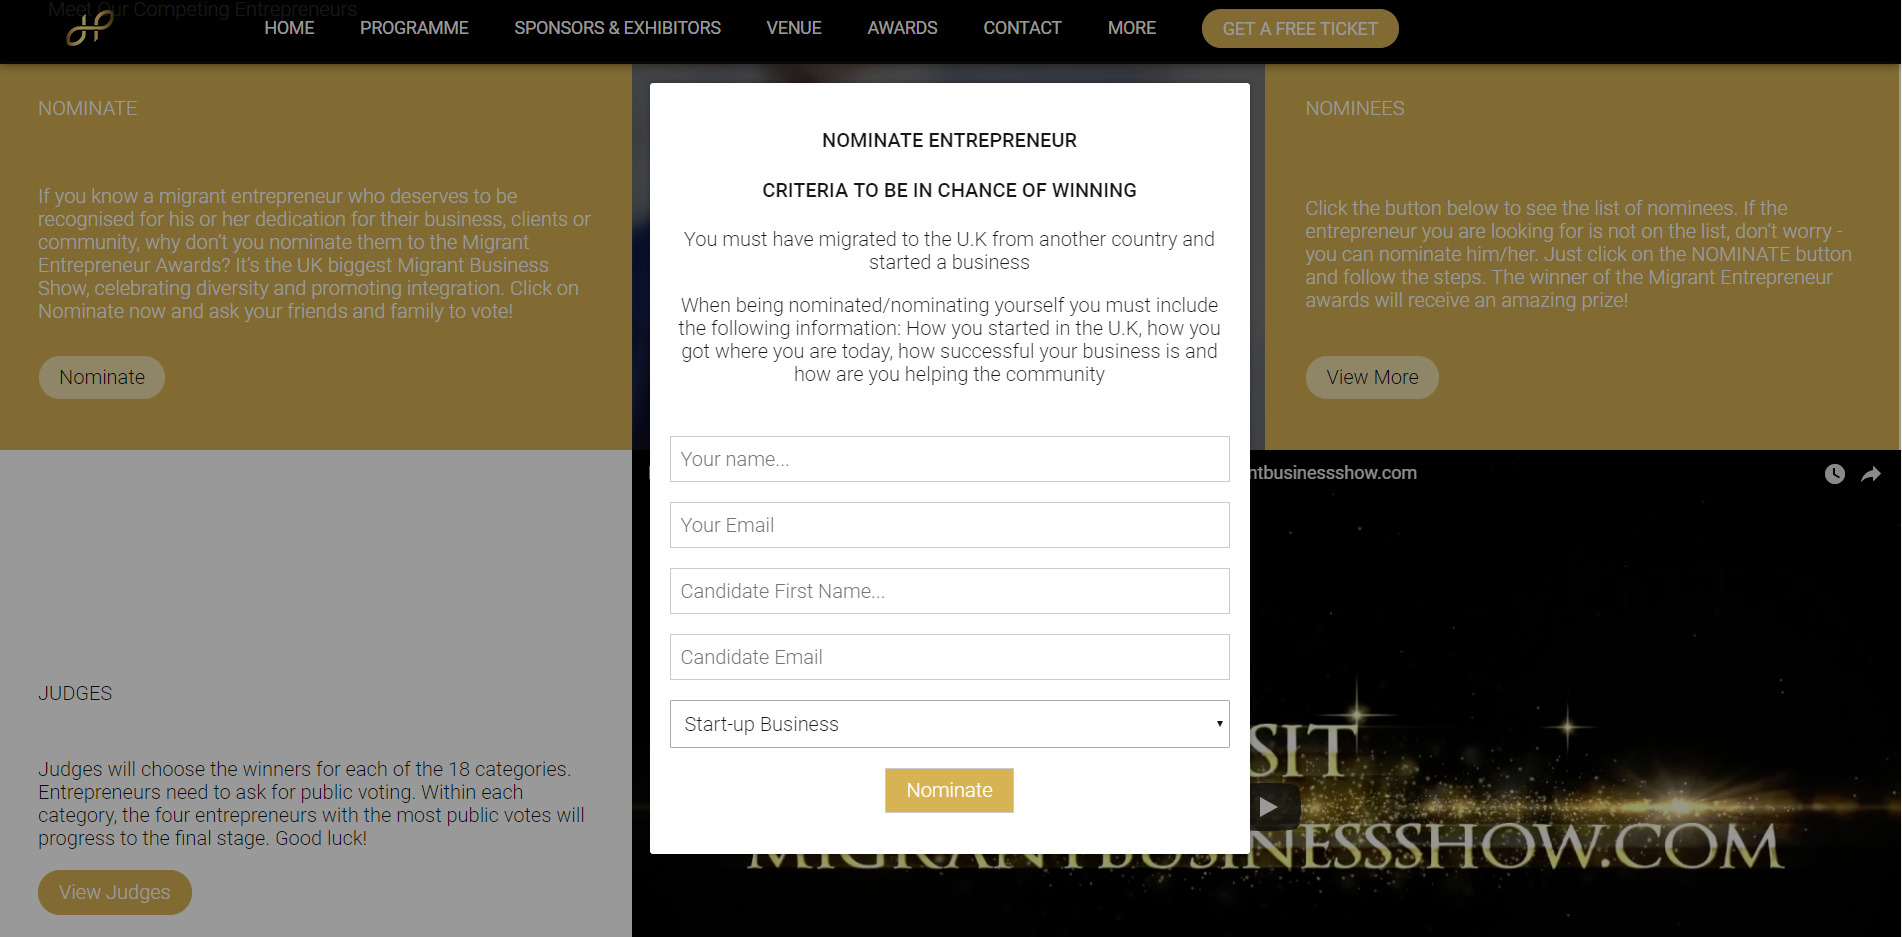 Meet Our Competing Entrepreneurs
HOME PROGRAMME SPONSORS & EXHIBITORS VENUE AWARDS CONTACT MORE GET A FREE TICKET
NOMINATE
If you know a migrant entrepreneur who deserves to be
recognised for his or her dedication for their business, clients or
community, why don't you nominate them to the Migrant
Entrepreneur Awards? It's the UK biggest Migrant Business
Show, celebrating diversity and promoting integration. Click on
Nominate now and ask your friends and family to vote!
Nominate
NOMINATE ENTREPRENEUR
CRITERIA TO BE IN CHANCE OF WINNING
You must have migrated to the U.K from another country and
started a business
When being nominated/nominating yourself you must include
the following information: How you started in the U.K, how you
got where you are today, how successful your business is and
how are you helping the community
Your name...
Your Email
Candidate First Name...
Candidate Email
Start-up Business
Nominate
NOMINEES
Click the button below to see the list of nominees. If the
entrepreneur you are looking for is not on the list, don't worry -
you can nominate him/her. Just click on the NOMINATE button
and follow the steps. The winner of the Migrant Entrepreneur
awards will receive an amazing prize!
View More
JUDGES
Judges will choose the winners for each of the 18 categories.
Entrepreneurs need to ask for public voting. Within each
category, the four entrepreneurs with the most public votes will
progress to the final stage. Good luck!
View Judges
ntbusinessshow.com
SIT
MIGRANTBUSINESSSHOW.COM